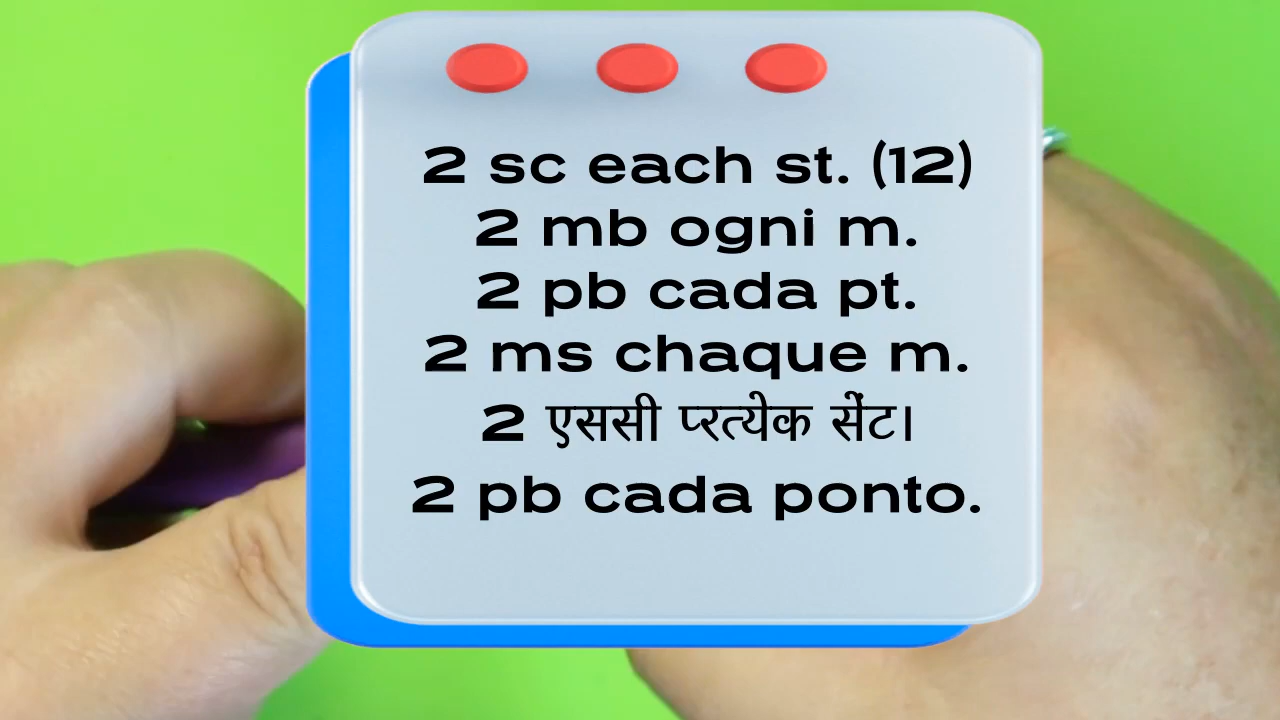 2 sc each st. (12)
2 mb ogni m.
2 pb cada pt.
2 ms chaque m.
2 एससी प्रत्येक सेंट।
2 pb cada ponto.